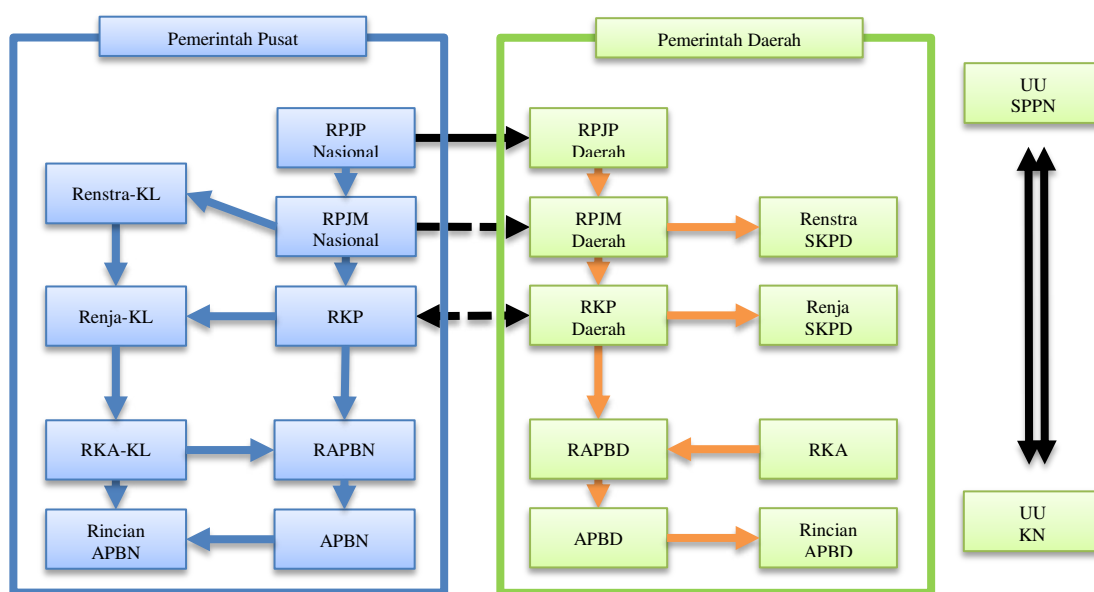 Pemerintah Pusat
Pemerintah Daerah
UU
SPPN
RPJP
Nasional
RPJP
Daerah
Renstra-KL
RPJM
Nasional
RPJM
Daerah
Renstra
SKPD
Renja-KL
RKP
RKP
Daerah
Renja
SKPD
RKA-KL
RAPBN
RAPBD
RKA
UU
KN
Rincian
APBN
APBN
APBD
Rincian
APBD